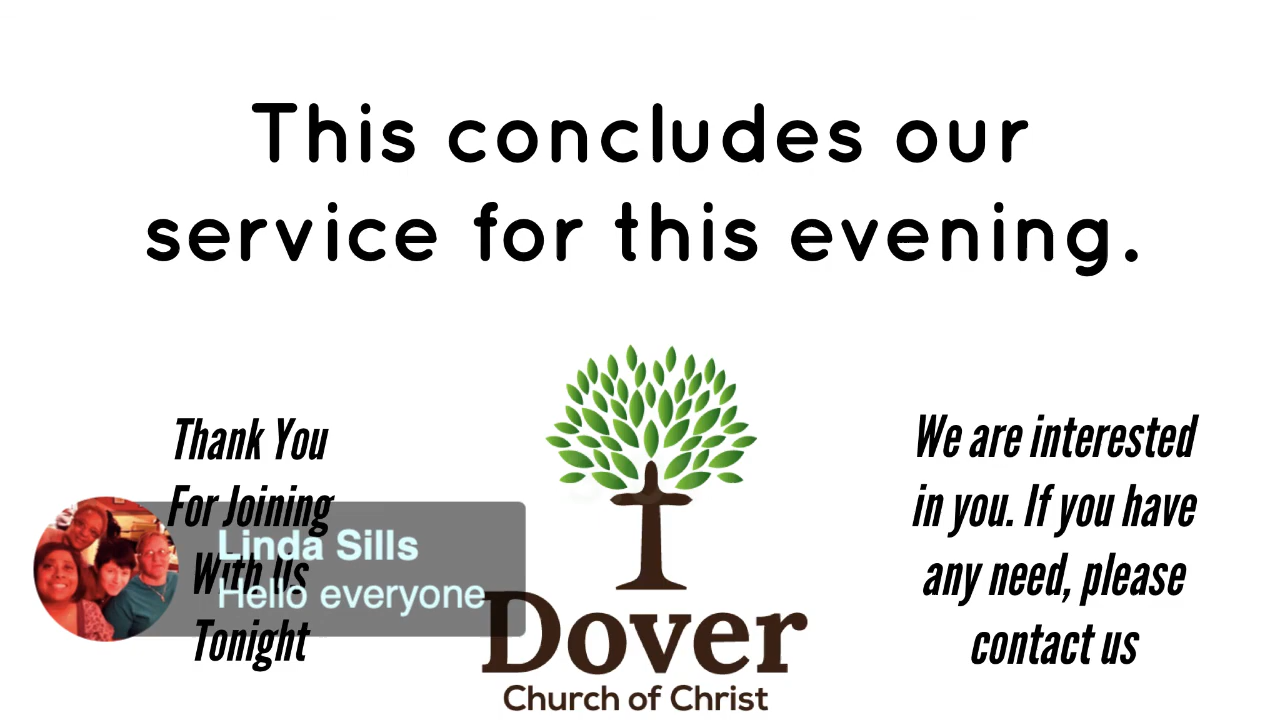 This concludes our
service for this evening.
Thank You
For Joining
With Us
Tonight
Linda Sills
Hello everyone
Dover
Church of Christ
We are interested
in you. If you have
any need, please
contact us